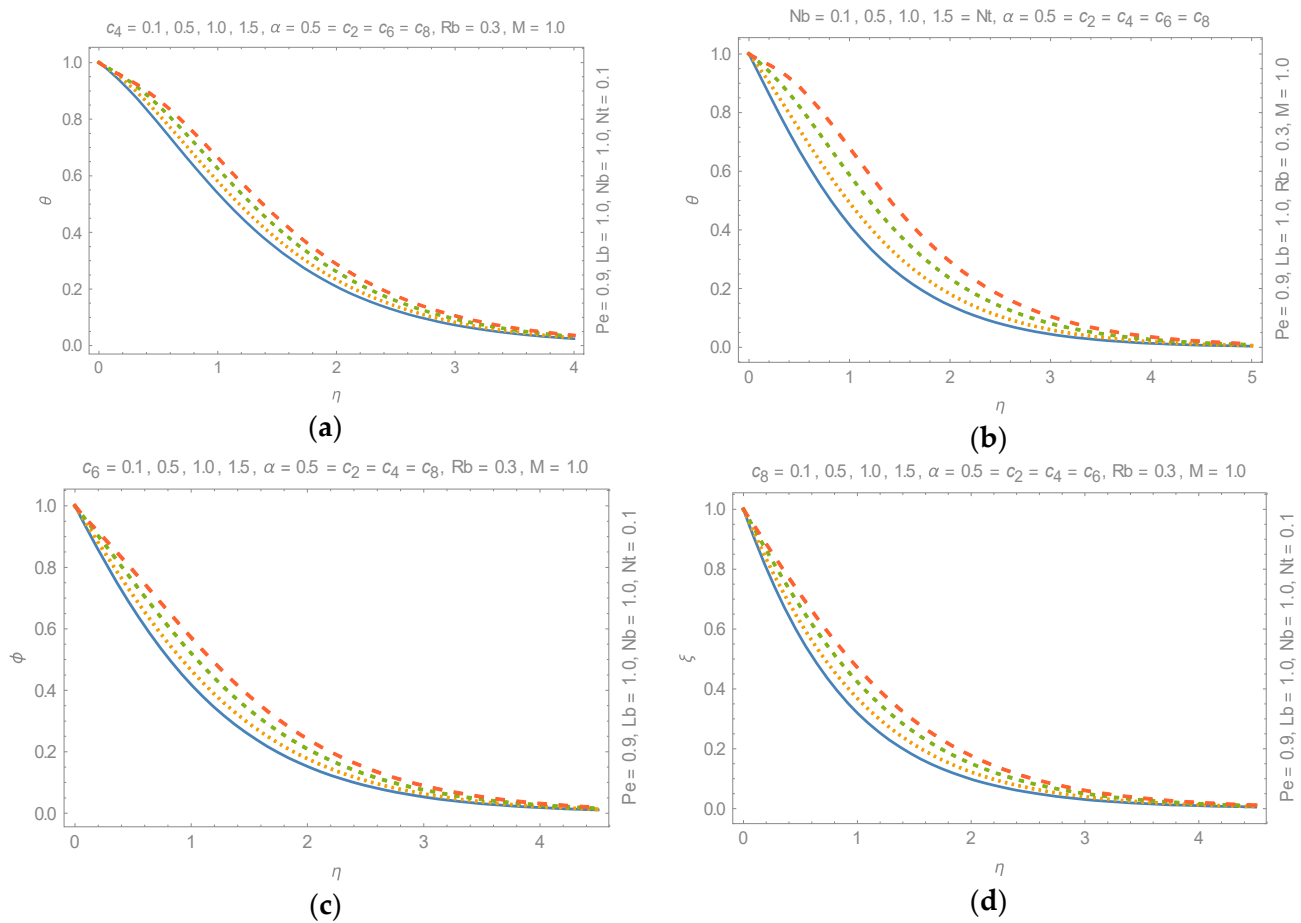 c₄ = 0.1 , 0.5 , 1.0 , 1.5 , α = 0.5 = c₂ = c₆ = c₈, Rb = 0.3 , M = 1.0
1.0
0.8
0.6
0.4
0.2
0.0
θ
0 1 2 3 4
η
Pe = 0.9, Lb = 1.0, Nb = 1.0, Nt = 0.1
(a)
Nb = 0.1 , 0.5 , 1.0 , 1.5 = Nt, α = 0.5 = c₂ = c₄ = c₆ = c₈
1.0
0.8
0.6
0.4
0.2
0.0
θ
0 1 2 3 4 5
η
Pe = 0.9, Lb = 1.0, Rb = 0.3, M = 1.0
(b)
c₆ = 0.1 , 0.5 , 1.0 , 1.5 , α = 0.5 = c₂ = c₄ = c₈, Rb = 0.3 , M = 1.0
1.0
0.8
0.6
0.4
0.2
0.0
ϕ
0 1 2 3 4
η
Pe = 0.9, Lb = 1.0, Nb = 1.0, Nt = 0.1
(c)
c₈ = 0.1 , 0.5 , 1.0 , 1.5 , α = 0.5 = c₂ = c₄ = c₆, Rb = 0.3 , M = 1.0
1.0
0.8
0.6
0.4
0.2
0.0
ξ
0 1 2 3 4
η
Pe = 0.9, Lb = 1.0, Nb = 1.0, Nt = 0.1
(d)